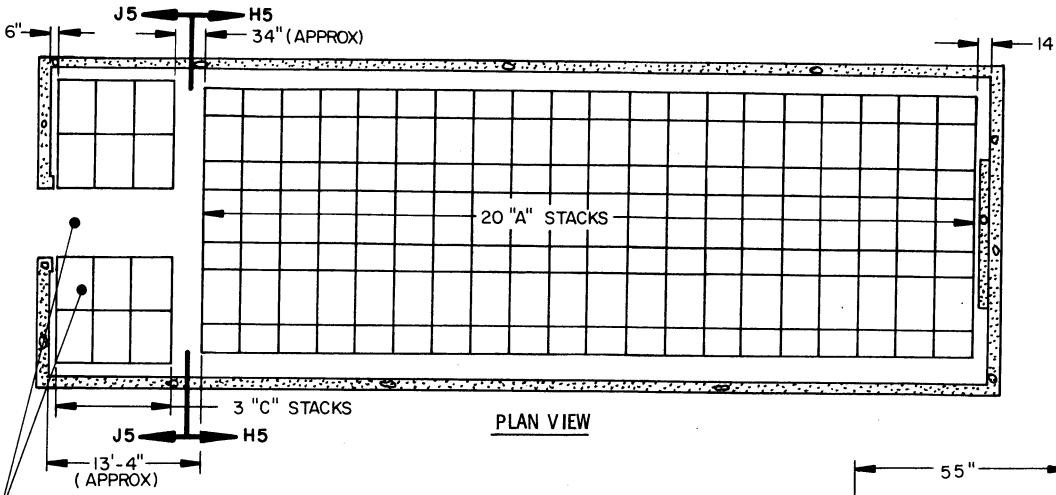 J5 H5
6"
34" (APPROX)
14
20 "A" STACKS
3 "C" STACKS
J5 H5
PLAN VIEW
13'-4"
(APPROX)
55"